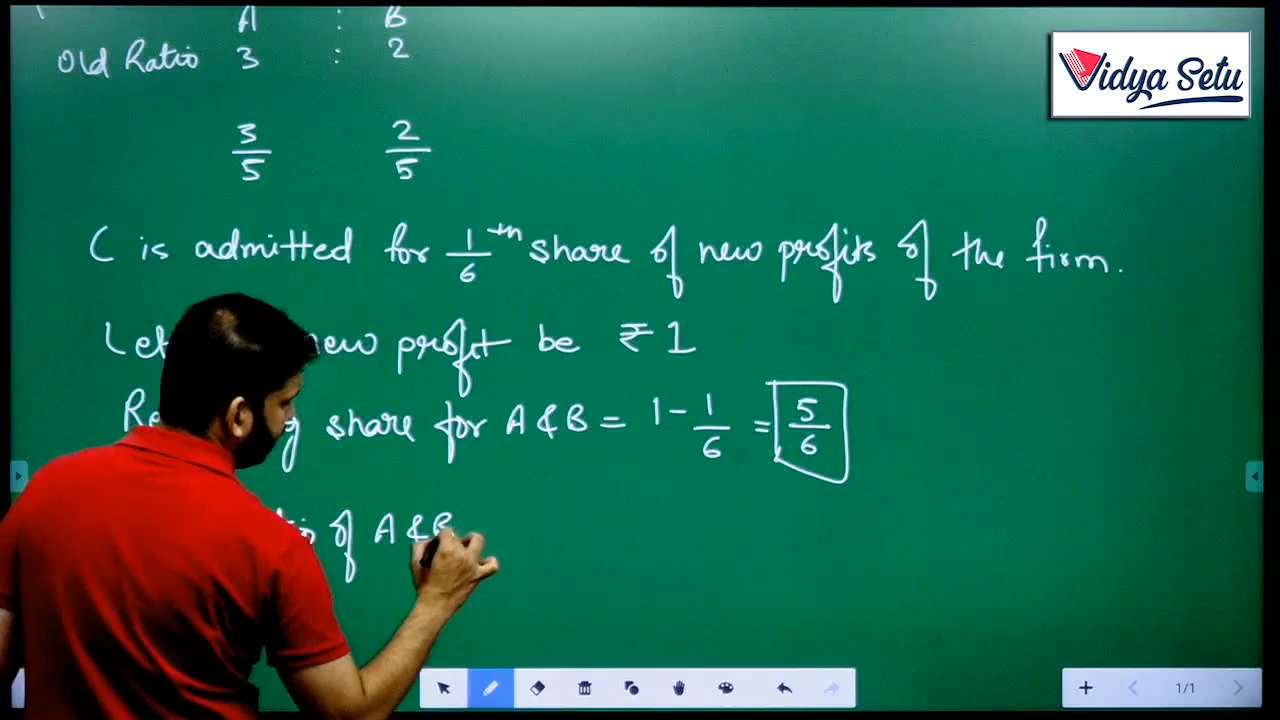 A : B
Vidya Setu
Old Ratio 3 : 2
3/5 2/5
C is admitted for 1/6th share of new profits of the firm.
Let new profit be ₹ 1
share for A & B = 1 - 1/6 = 5/6
of A & B
1/1